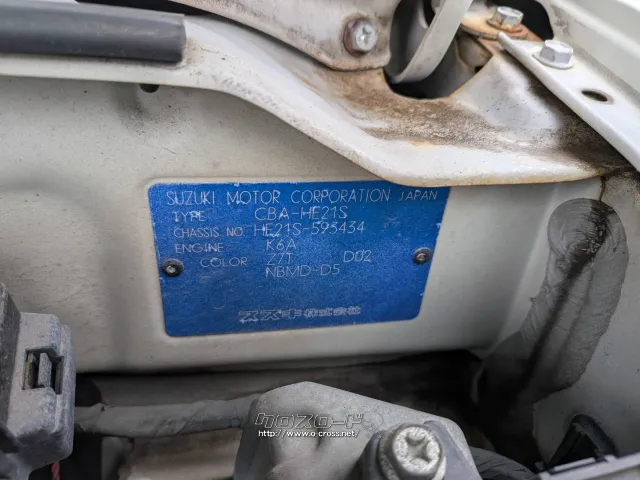 SUZUKI MOTOR CORPORATION JAPAN
TYPE CBA-HE21S
CHASSIS NO. HE21S-595434
ENGINE K6A
COLOR Z7T D02
NBMD-D5
スズキ株式会社
クロスロード
http://www.o-cross.net/